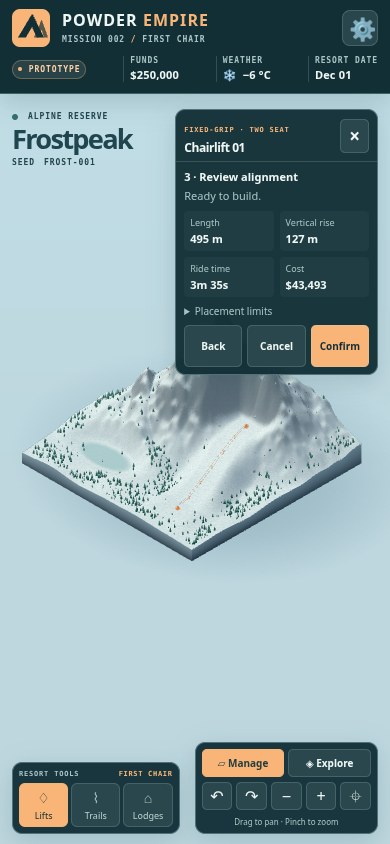 POWDER EMPIRE
MISSION 002 / FIRST CHAIR
PROTOTYPE
FUNDS
$250,000
WEATHER
−6 °C
RESORT DATE
Dec 01
ALPINE RESERVE
Frostpeak
SEED FROST-001
FIXED-GRIP · TWO SEAT
Chairlift 01
×
3 · Review alignment
Ready to build.
Length
495 m
Vertical rise
127 m
Ride time
3m 35s
Cost
$43,493
▶ Placement limits
Back
Cancel
Confirm
RESORT TOOLS
FIRST CHAIR
Lifts
Trails
Lodges
Manage
Explore
↶ ↷ − +
Drag to pan · Pinch to zoom